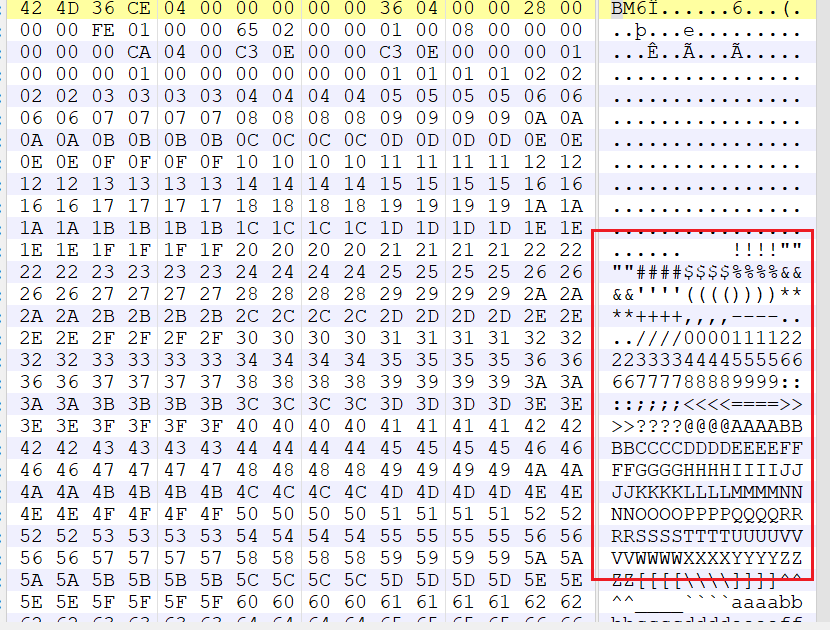 42 4D 36 CE 04 00 00 00 00 00 36 04 00 00 28 00 BM6Î......6...(.
00 00 FE 01 00 00 65 02 00 00 01 00 08 00 00 00 ..þ...e.........
00 00 00 CA 04 00 C3 0E 00 00 C3 0E 00 00 00 01 ...Ê..Ã...Ã.....
00 00 00 01 00 00 00 00 00 00 01 01 01 01 02 02 ................
02 02 03 03 03 03 04 04 04 04 05 05 05 05 06 06 ................
06 06 07 07 07 07 08 08 08 08 09 09 09 09 0A 0A ................
0A 0A 0B 0B 0B 0B 0C 0C 0C 0C 0D 0D 0D 0D 0E 0E ................
0E 0E 0F 0F 0F 0F 10 10 10 10 11 11 11 11 12 12 ................
12 12 13 13 13 13 14 14 14 14 15 15 15 15 16 16 ................
16 16 17 17 17 17 18 18 18 18 19 19 19 19 1A 1A ................
1A 1A 1B 1B 1B 1B 1C 1C 1C 1C 1D 1D 1D 1D 1E 1E ................
1E 1E 1F 1F 1F 1F 20 20 20 20 21 21 21 21 22 22 ......    !!!!""
22 22 23 23 23 23 24 24 24 24 25 25 25 25 26 26 ""####$$$$%%%%&&
26 26 27 27 27 27 28 28 28 28 29 29 29 29 2A 2A &&''''(((())))**
2A 2A 2B 2B 2B 2B 2C 2C 2C 2C 2D 2D 2D 2D 2E 2E **++++,,,,----..
2E 2E 2F 2F 2F 2F 30 30 30 30 31 31 31 31 32 32 ..////0000111122
32 32 33 33 33 33 34 34 34 34 35 35 35 35 36 36 2233334444555566
36 36 37 37 37 37 38 38 38 38 39 39 39 39 3A 3A 66777788889999::
3A 3A 3B 3B 3B 3B 3C 3C 3C 3C 3D 3D 3D 3D 3E 3E ::;;;;<<<<====>>
3E 3E 3F 3F 3F 3F 40 40 40 40 41 41 41 41 42 42 >>????@@@@AAAABB
42 42 43 43 43 43 44 44 44 44 45 45 45 45 46 46 BBCCCCDDDDEEEEFF
46 46 47 47 47 47 48 48 48 48 49 49 49 49 4A 4A FFGGGGHHHHIIIIJJ
4A 4A 4B 4B 4B 4B 4C 4C 4C 4C 4D 4D 4D 4D 4E 4E JJKKKKLLLLMMMMNN
4E 4E 4F 4F 4F 4F 50 50 50 50 51 51 51 51 52 52 NNOOOOPPPPQQQQRR
52 52 53 53 53 53 54 54 54 54 55 55 55 55 56 56 RRSSSSTTTTUUUUVV
56 56 57 57 57 57 58 58 58 58 59 59 59 59 5A 5A VVWWWWXXXXYYYYZZ
5A 5A 5B 5B 5B 5B 5C 5C 5C 5C 5D 5D 5D 5D 5E 5E ZZ[[[[\\\\]]]]^^
5E 5E 5F 5F 5F 5F 60 60 60 60 61 61 61 61 62 62 ^^____````aaaabb